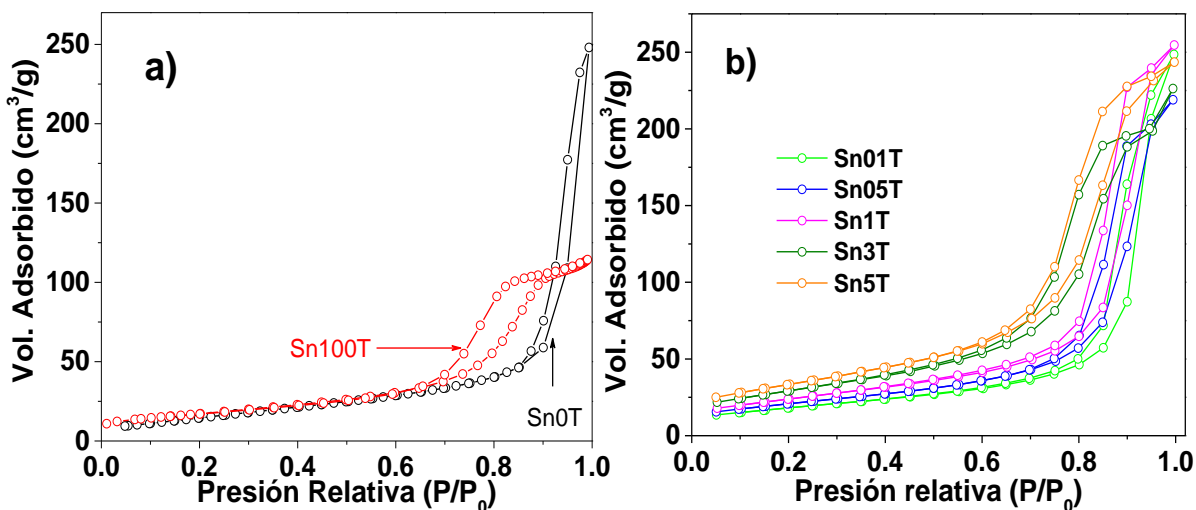 a)
Vol. Adsorbido (cm³/g)
250
200
150
100
50
0
Sn100T
Sn0T
0.0 0.2 0.4 0.6 0.8 1.0
Presión Relativa (P/P₀)
b)
Vol. Adsorbido (cm³/g)
250
200
150
100
50
0
Sn01T
Sn05T
Sn1T
Sn3T
Sn5T
0.0 0.2 0.4 0.6 0.8 1.0
Presión relativa (P/P₀)